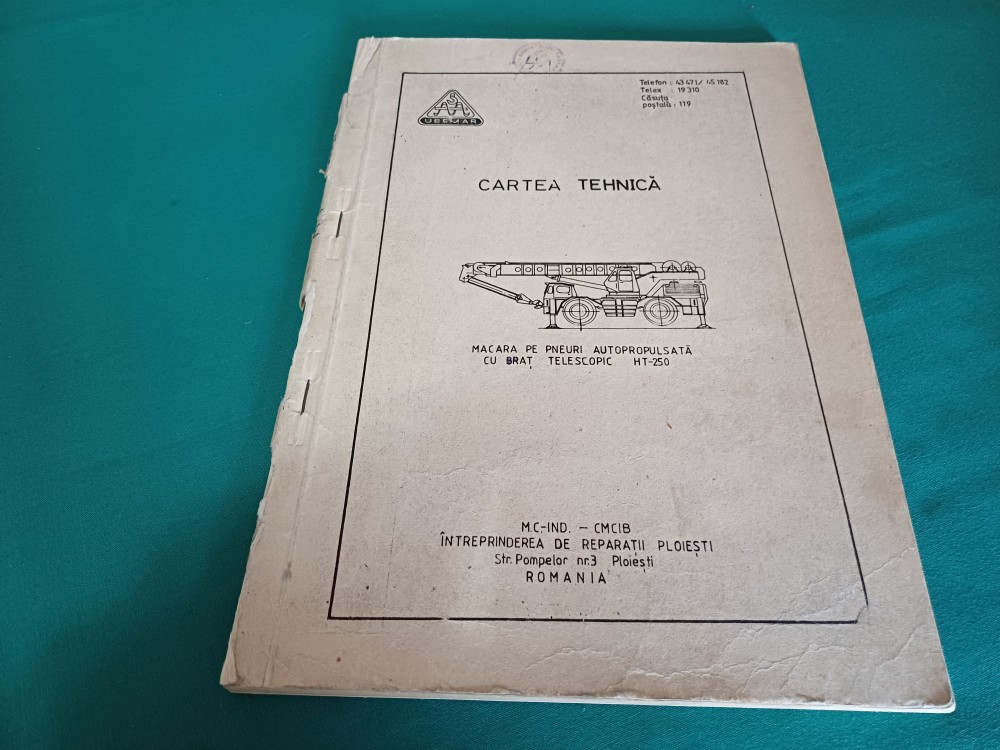 UBEMAR
Telefon : 43 471/ 45 182
Telex : 19 310
Căsuța
poștală : 119
CARTEA TEHNICĂ
MACARA PE PNEURI AUTOPROPULSATĂ
CU BRAȚ TELESCOPIC HT-250
M.C.-IND. – CMCIB
ÎNTREPRINDEREA DE REPARAȚII PLOIEȘTI
Str. Pompelor nr.3 Ploiești
ROMANIA